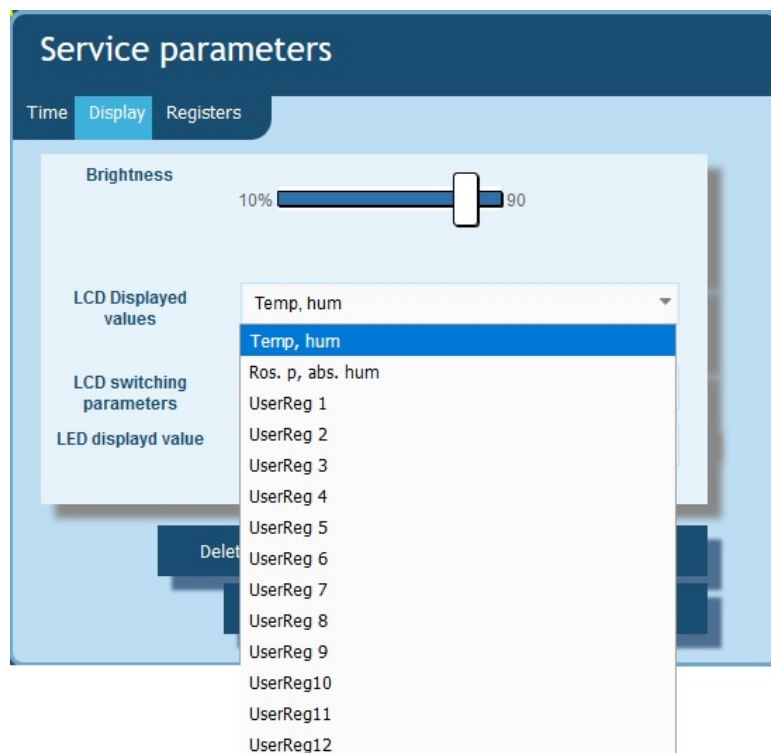 Service parameters
Time Display Registers
Brightness
10% 90
LCD Displayed
values
Temp, hum
Temp, hum
Ros. p, abs. hum
LCD switching
parameters
UserReg 1
LED displayd value
UserReg 2
UserReg 3
UserReg 4
UserReg 5
UserReg 6
UserReg 7
UserReg 8
UserReg 9
UserReg10
UserReg11
UserReg12